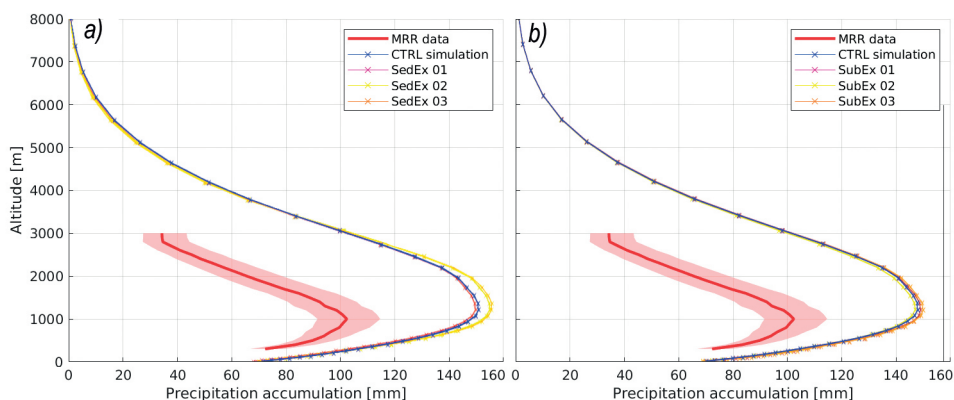 a)
MRR data
CTRL simulation
SedEx 01
SedEx 02
SedEx 03
8000
7000
6000
5000
4000
3000
2000
1000
0
Altitude [m]
0 20 40 60 80 100 120 140 160
Precipitation accumulation [mm]
b)
MRR data
CTRL simulation
SubEx 01
SubEx 02
SubEx 03
0 20 40 60 80 100 120 140 160
Precipitation accumulation [mm]